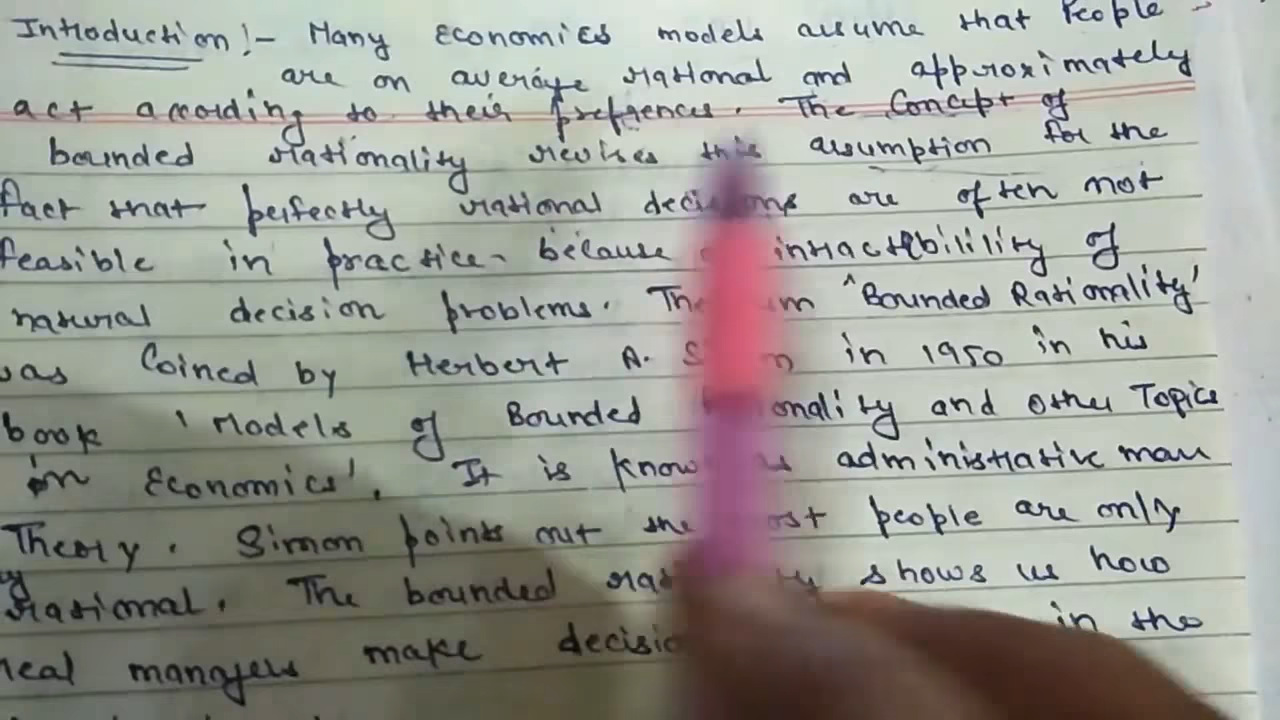 Introduction :- Many Economics models assume that People
are on average rational and approximately
act according to their prefrences. The Concept of
bounded rationality revises this assumption for the
fact that perfectly rational decisions are often not
feasible in practice because intractibility of
natural decision problems. The 'Bounded Rationality'
Coined by Herbert A. in 1950 in his
book 'Models of Bounded and other Topics
in Economics'. It is administrative man
Theory. Simon points out people are only
rational. The bounded shows us how
real managers make in the